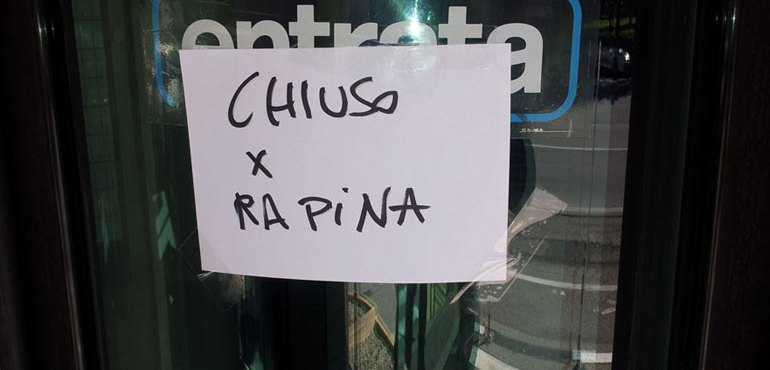 entrata
CHIUSO
X
RAPINA